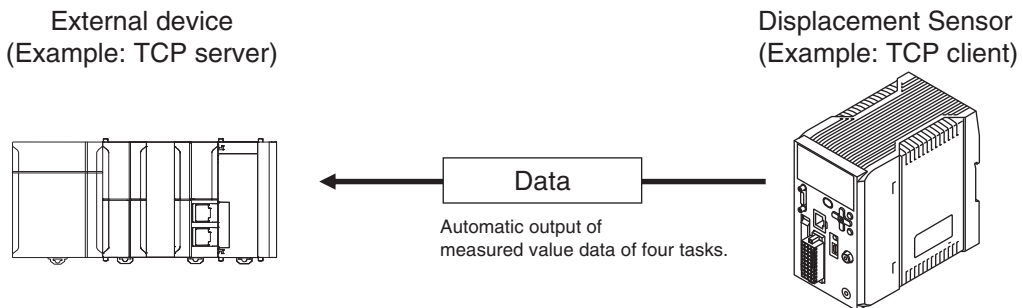 External device
(Example: TCP server)
Displacement Sensor
(Example: TCP client)
Data
Automatic output of
measured value data of four tasks.